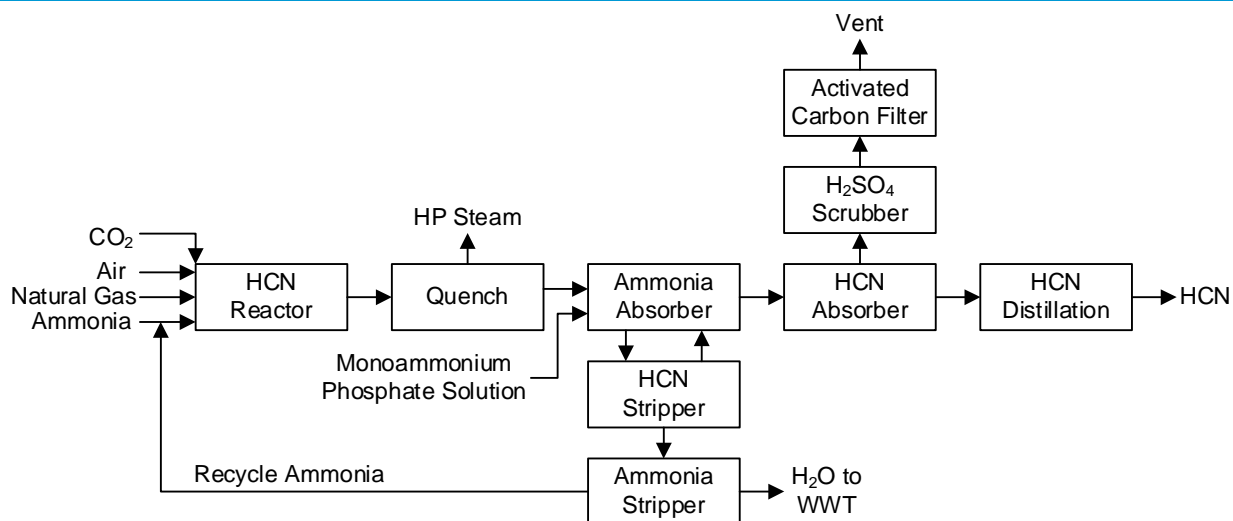 Vent
Activated
Carbon Filter
H₂SO₄
Scrubber
HP Steam
CO₂
Air
Natural Gas
Ammonia
HCN
Reactor
Quench
Ammonia
Absorber
HCN
Absorber
HCN
Distillation
HCN
Monoammonium
Phosphate Solution
HCN
Stripper
Recycle Ammonia
Ammonia
Stripper
H₂O to
WWT